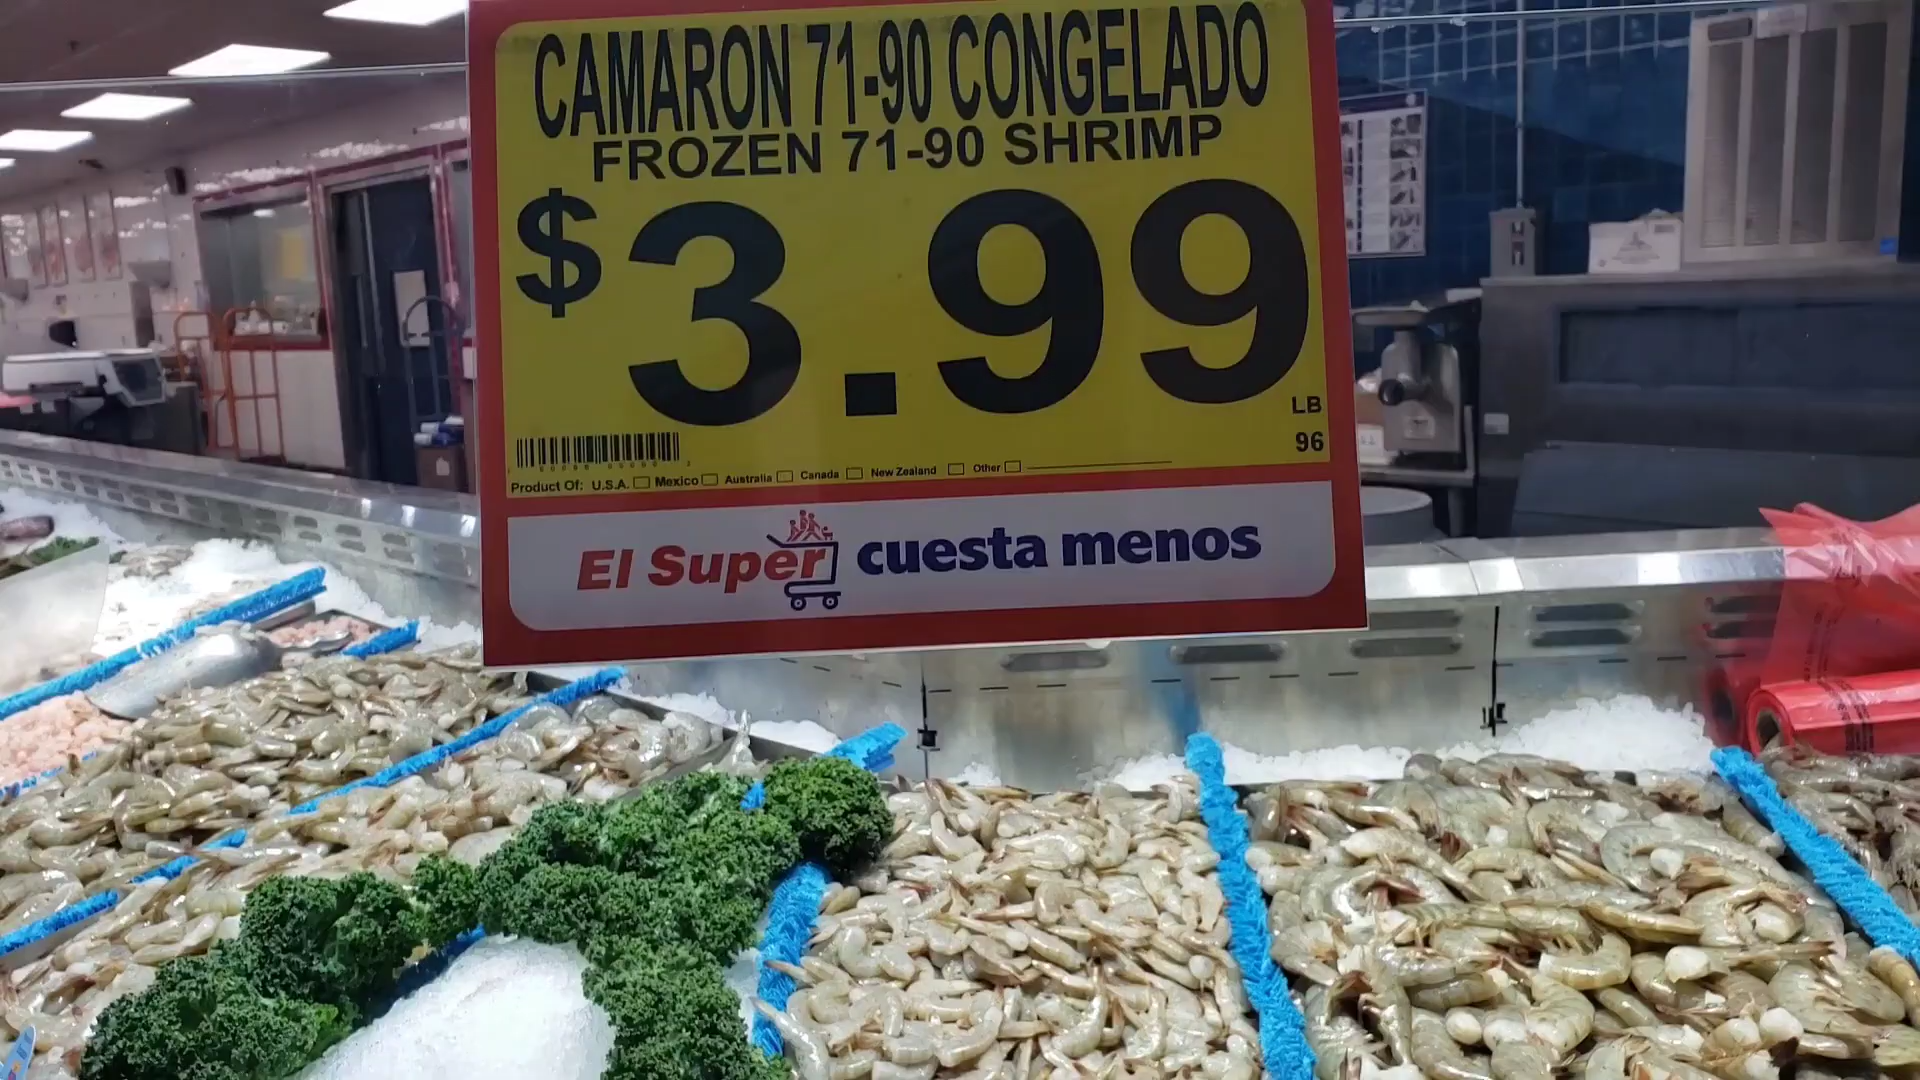 CAMARON 71-90 CONGELADO
FROZEN 71-90 SHRIMP
$3.99
LB
96
Product Of: U.S.A. Mexico Australia Canada New Zealand Other
El Super cuesta menos